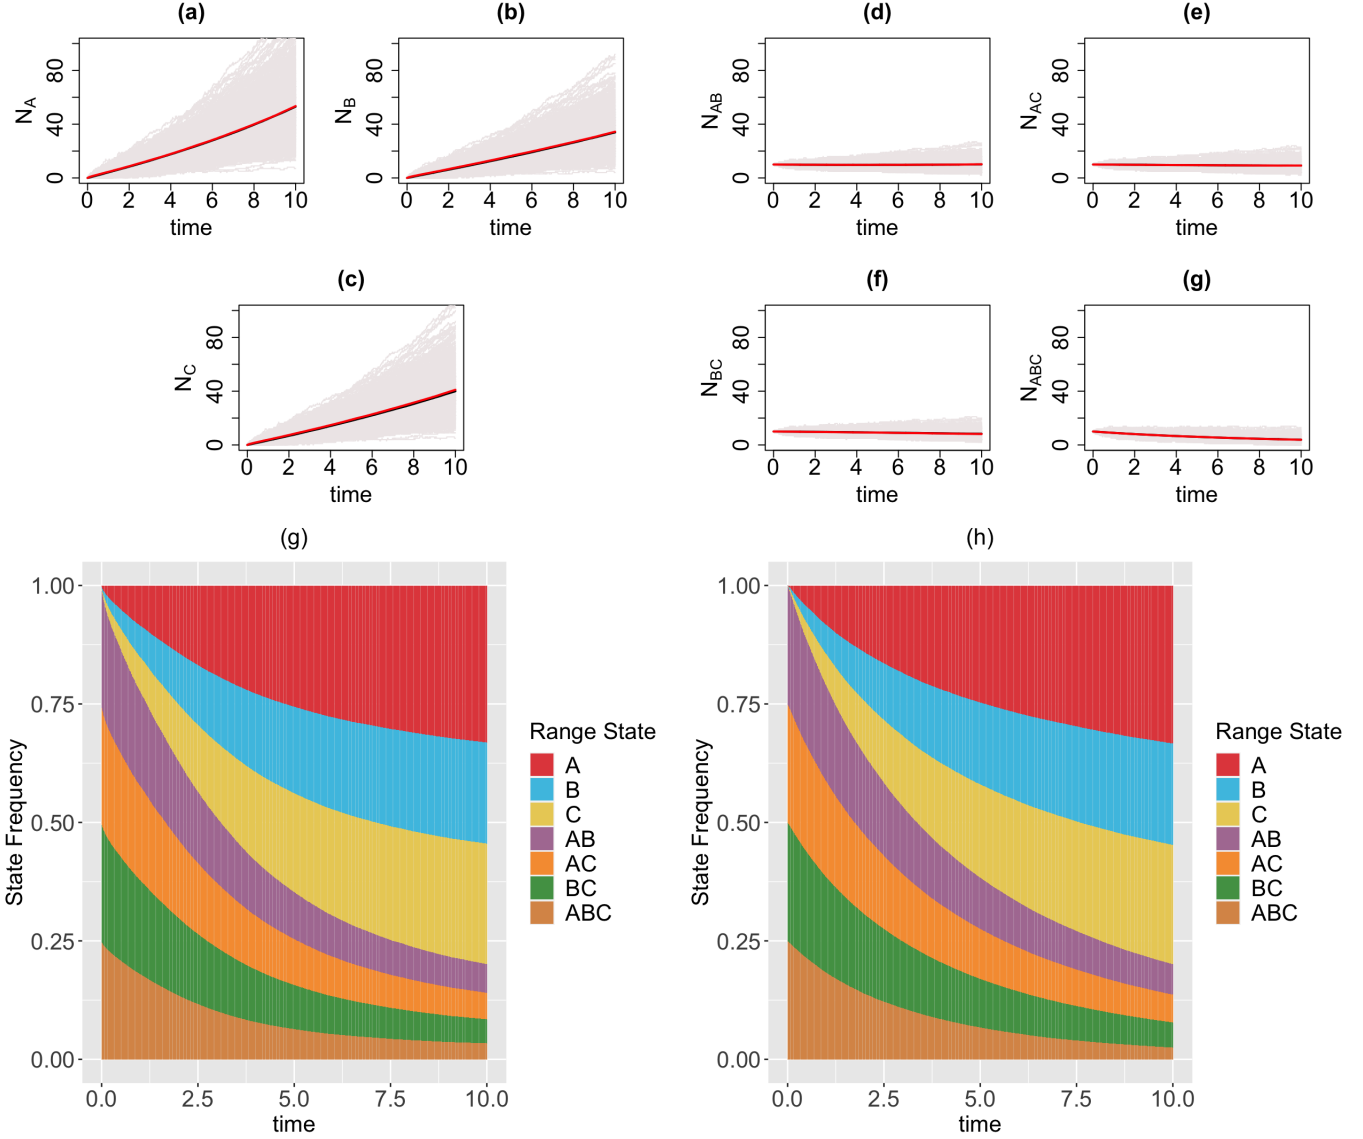 (a)
N_A
80
40
0
0 2 4 6 8 10
time
(b)
N_B
80
40
0
0 2 4 6 8 10
time
(d)
N_AB
80
40
0
0 2 4 6 8 10
time
(e)
N_AC
80
40
0
0 2 4 6 8 10
time
(c)
N_C
80
40
0
0 2 4 6 8 10
time
(f)
N_BC
80
40
0
0 2 4 6 8 10
time
(g)
N_ABC
80
40
0
0 2 4 6 8 10
time
(g)
State Frequency
1.00
0.75
0.50
0.25
0.00
0.0 2.5 5.0 7.5 10.0
time
Range State
A
B
C
AB
AC
BC
ABC
(h)
State Frequency
1.00
0.75
0.50
0.25
0.00
0.0 2.5 5.0 7.5 10.0
time
Range State
A
B
C
AB
AC
BC
ABC